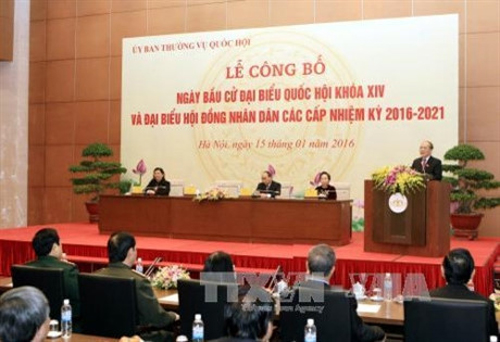 ỦY BAN THƯỜNG VỤ QUỐC HỘI
LỄ CÔNG BỐ
NGÀY BẦU CỬ ĐẠI BIỂU QUỐC HỘI KHÓA XIV
VÀ ĐẠI BIỂU HỘI ĐỒNG NHÂN DÂN CÁC CẤP NHIỆM KỲ 2016-2021
Hà Nội, ngày 15 tháng 01 năm 2016